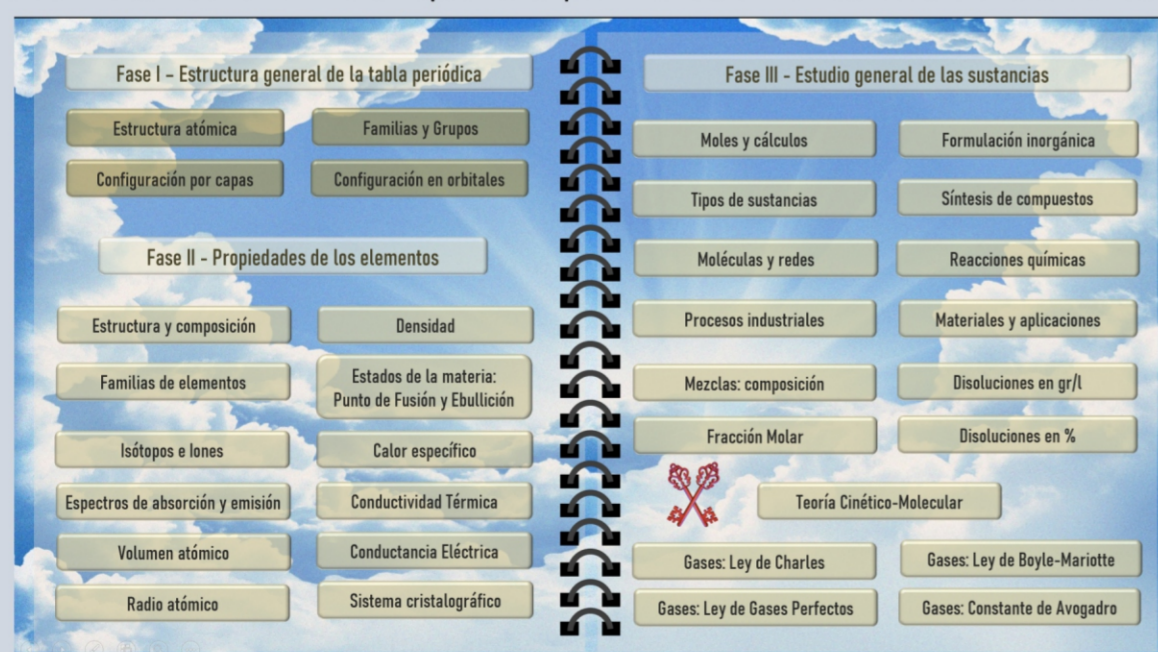 Fase I - Estructura general de la tabla periódica
Estructura atómica
Familias y Grupos
Configuración por capas
Configuración en orbitales
Fase II - Propiedades de los elementos
Estructura y composición
Densidad
Familias de elementos
Estados de la materia:
Punto de Fusión y Ebullición
Isótopos e Iones
Calor específico
Espectros de absorción y emisión
Conductividad Térmica
Volumen atómico
Conductancia Eléctrica
Radio atómico
Sistema cristalográfico
Fase III - Estudio general de las sustancias
Moles y cálculos
Formulación inorgánica
Tipos de sustancias
Síntesis de compuestos
Moléculas y redes
Reacciones químicas
Procesos industriales
Materiales y aplicaciones
Mezclas: composición
Disoluciones en gr/l
Fracción Molar
Disoluciones en %
Teoría Cinético-Molecular
Gases: Ley de Charles
Gases: Ley de Boyle-Mariotte
Gases: Ley de Gases Perfectos
Gases: Constante de Avogadro